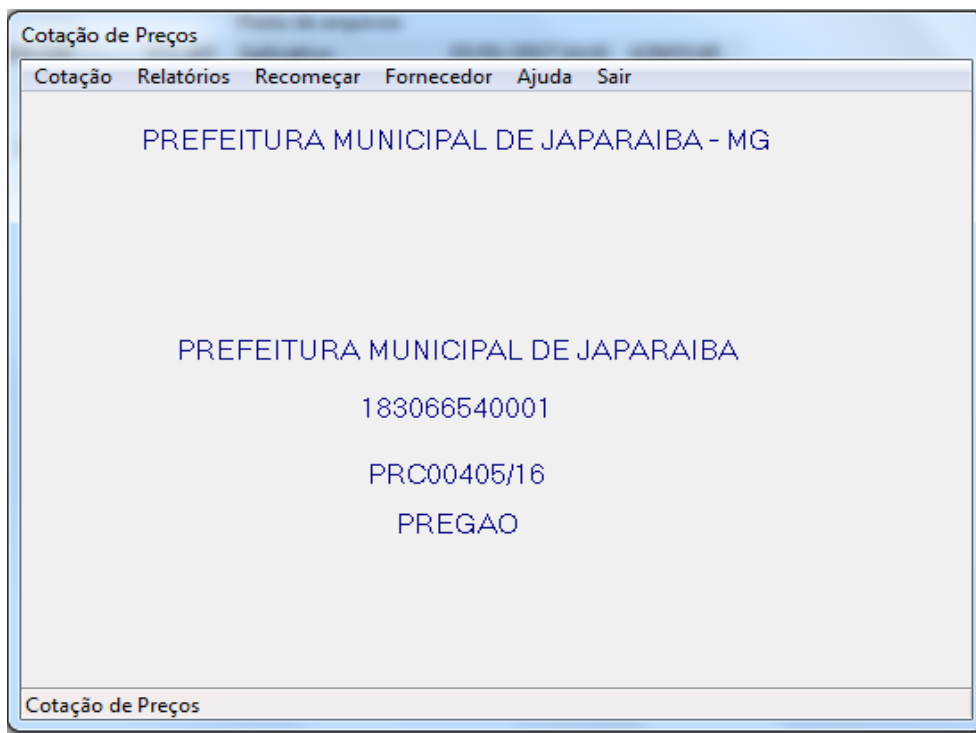 Cotação de Preços
Cotação Relatórios Recomeçar Fornecedor Ajuda Sair
PREFEITURA MUNICIPAL DE JAPARAIBA - MG
PREFEITURA MUNICIPAL DE JAPARAIBA
183066540001
PRC00405/16
PREGAO
Cotação de Preços